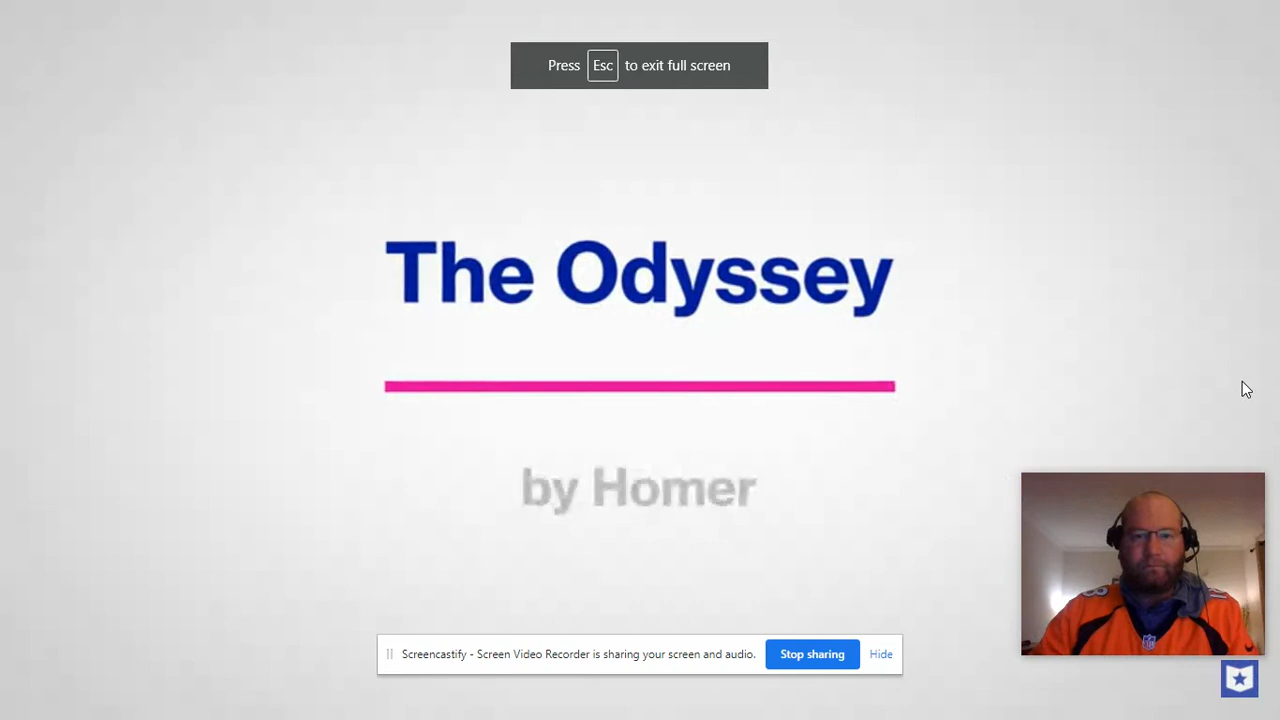 Press Esc to exit full screen
The Odyssey
by Homer
Screencastify - Screen Video Recorder is sharing your screen and audio. Stop sharing Hide